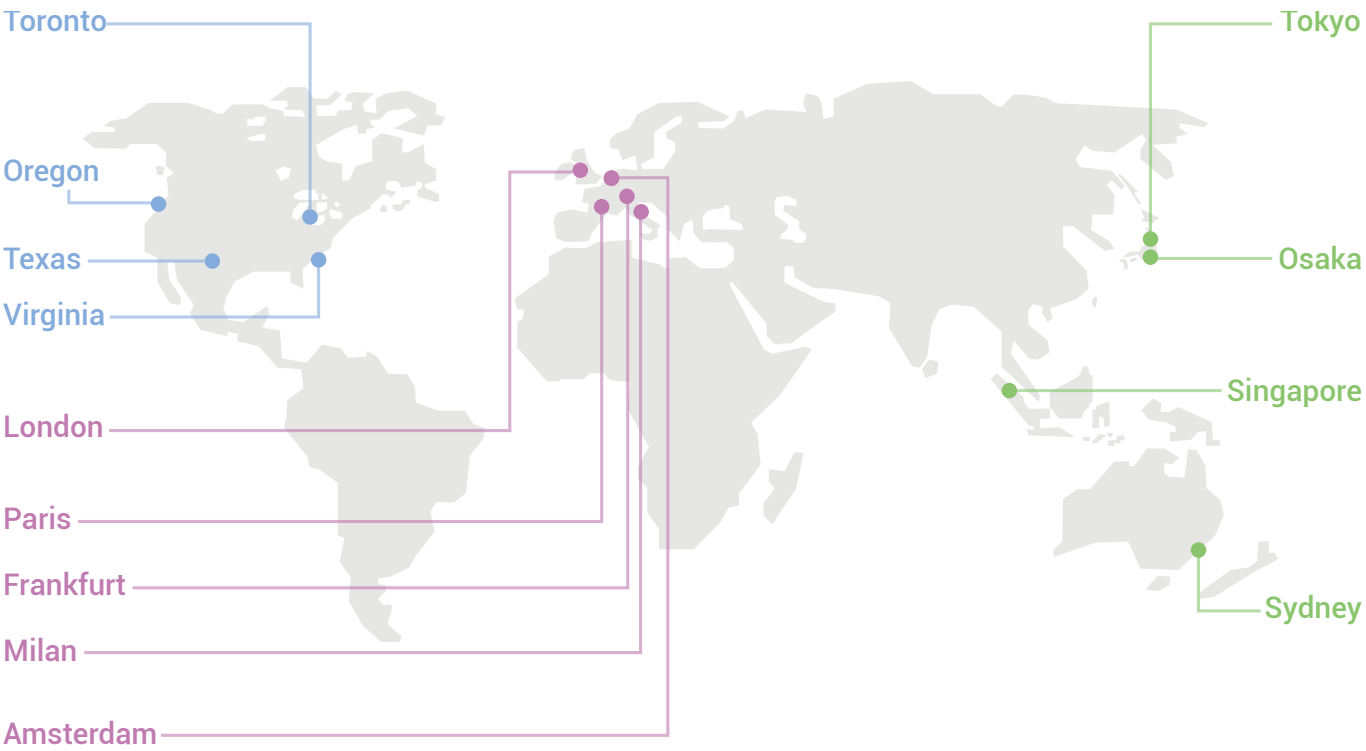 Toronto
Tokyo
Oregon
Texas
Osaka
Virginia
Singapore
London
Paris
Frankfurt
Sydney
Milan
Amsterdam